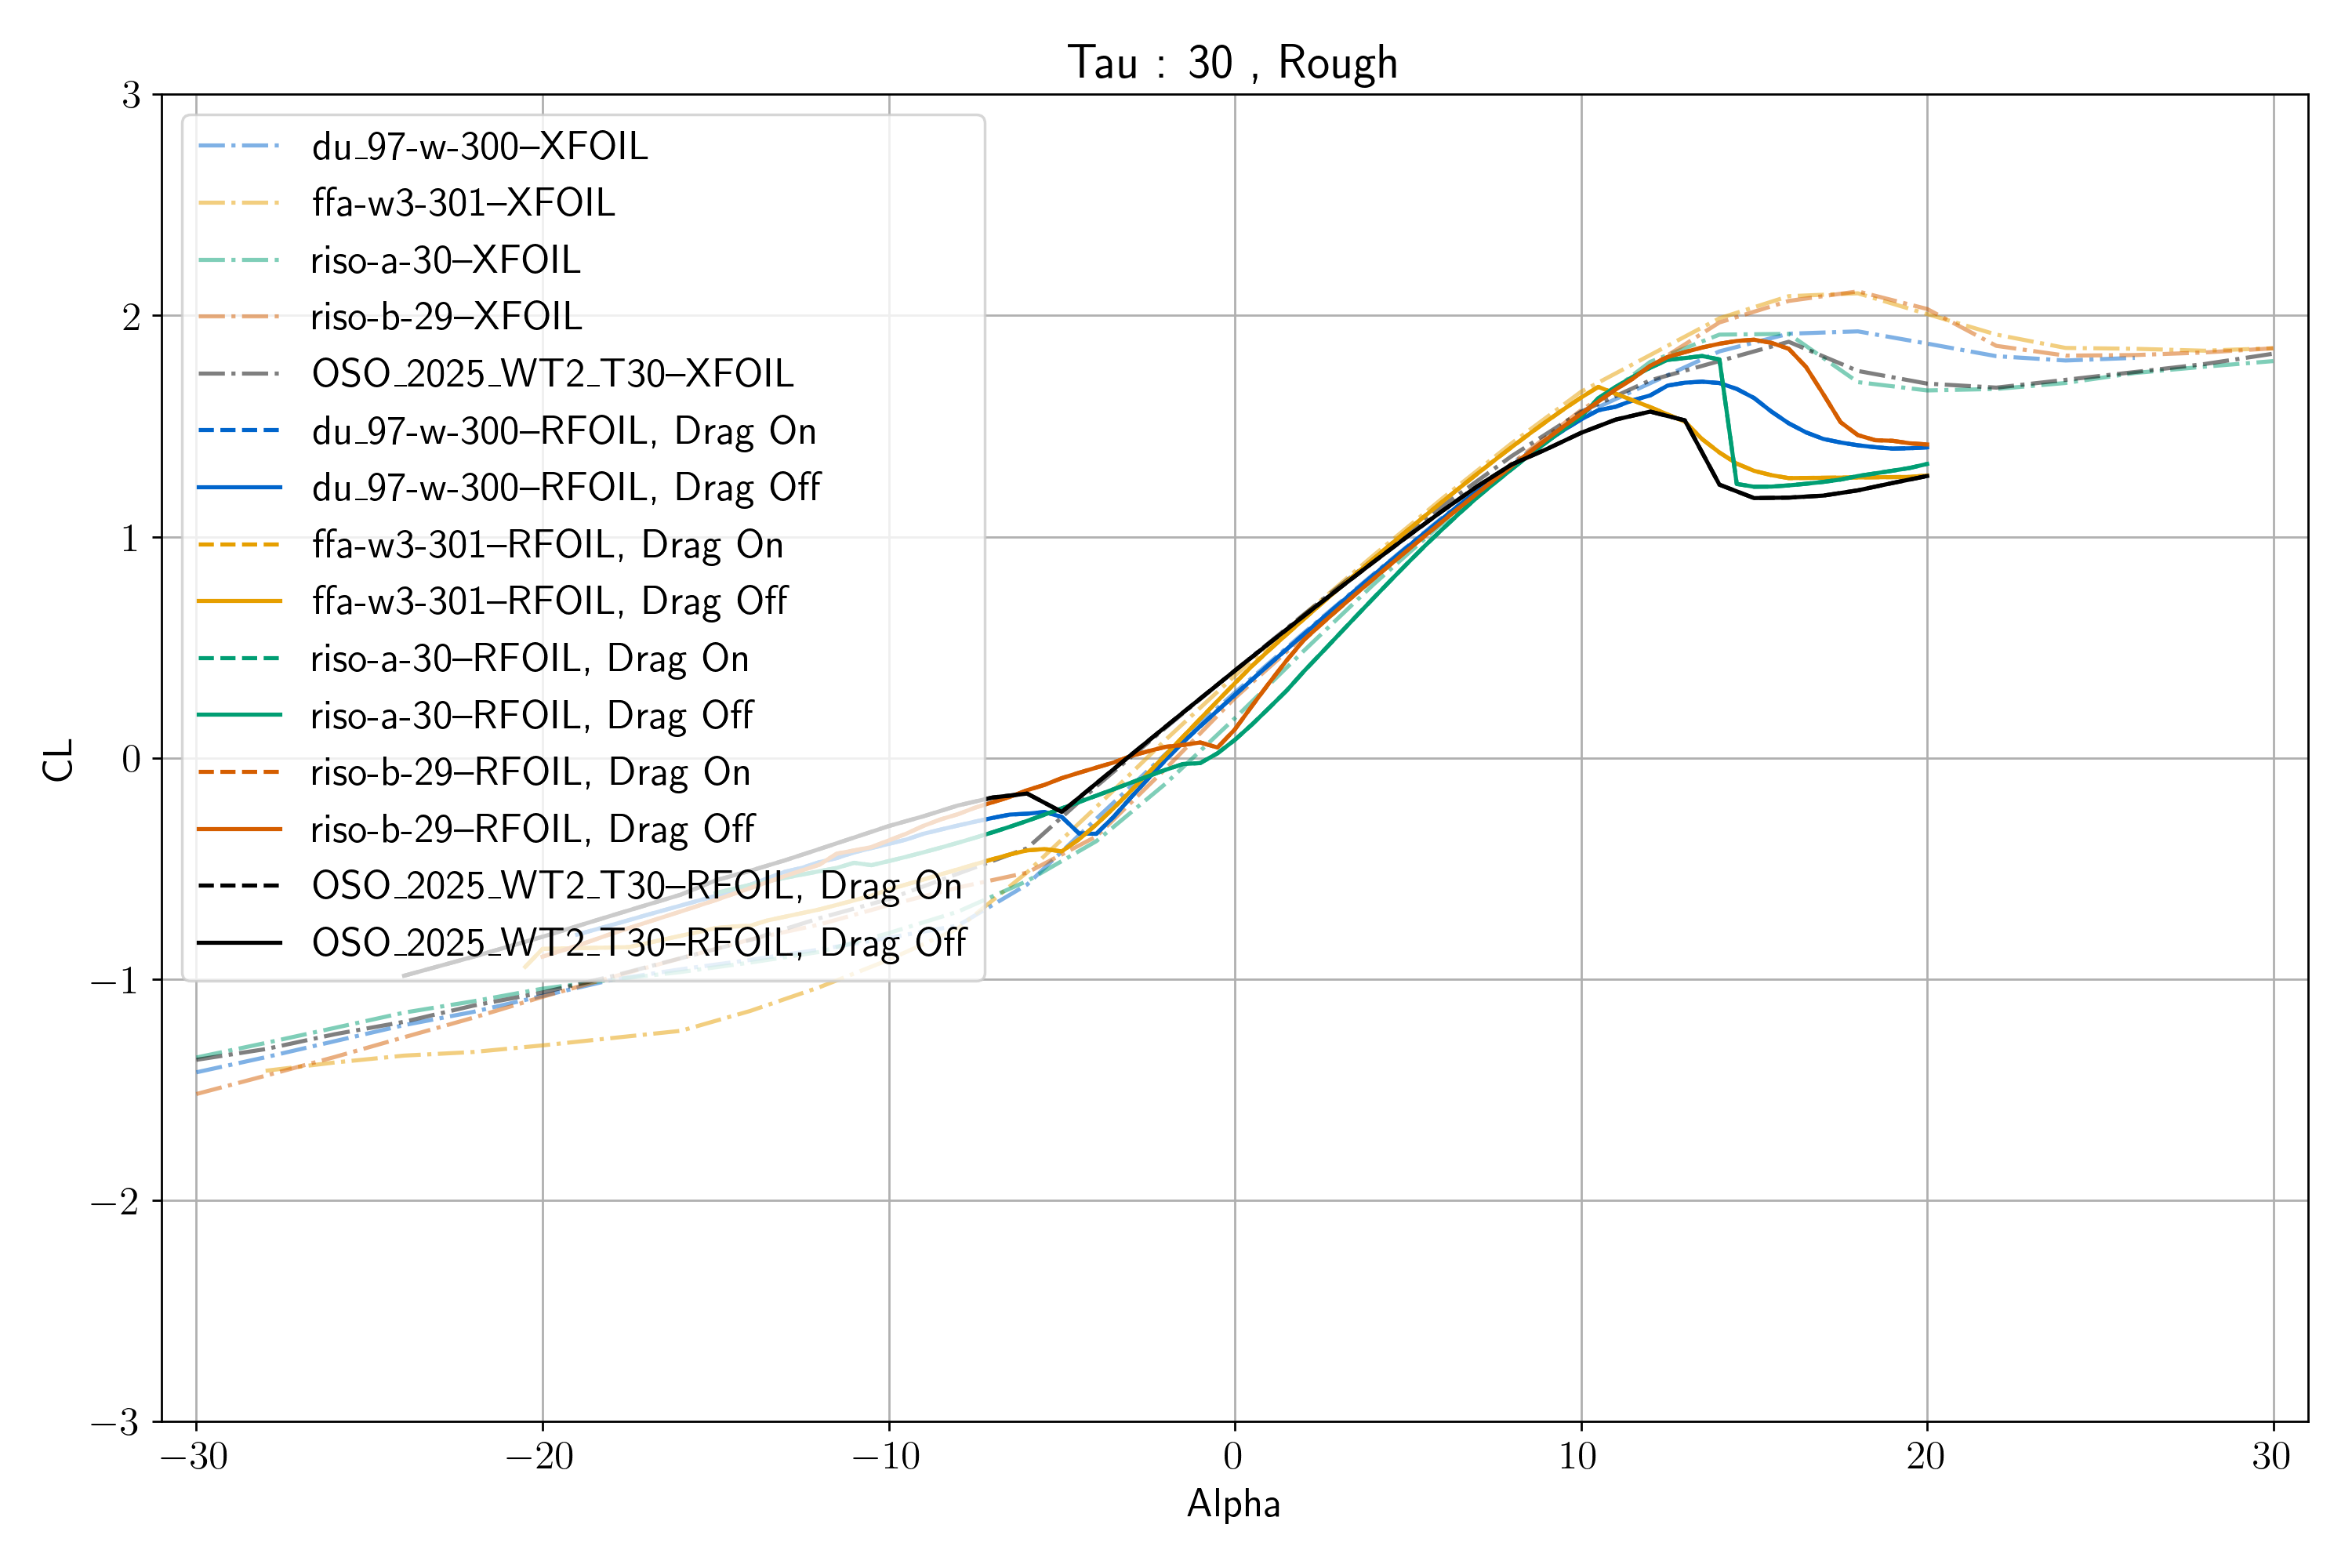 Tau : 30 , Rough
3
2
1
0
−1
−2
−3
CL
du_97-w-300–XFOIL
ffa-w3-301–XFOIL
riso-a-30–XFOIL
riso-b-29–XFOIL
OSO_2025_WT2_T30–XFOIL
du_97-w-300–RFOIL, Drag On
du_97-w-300–RFOIL, Drag Off
ffa-w3-301–RFOIL, Drag On
ffa-w3-301–RFOIL, Drag Off
riso-a-30–RFOIL, Drag On
riso-a-30–RFOIL, Drag Off
riso-b-29–RFOIL, Drag On
riso-b-29–RFOIL, Drag Off
OSO_2025_WT2_T30–RFOIL, Drag On
OSO_2025_WT2_T30–RFOIL, Drag Off
−30 −20 −10 0 10 20 30
Alpha